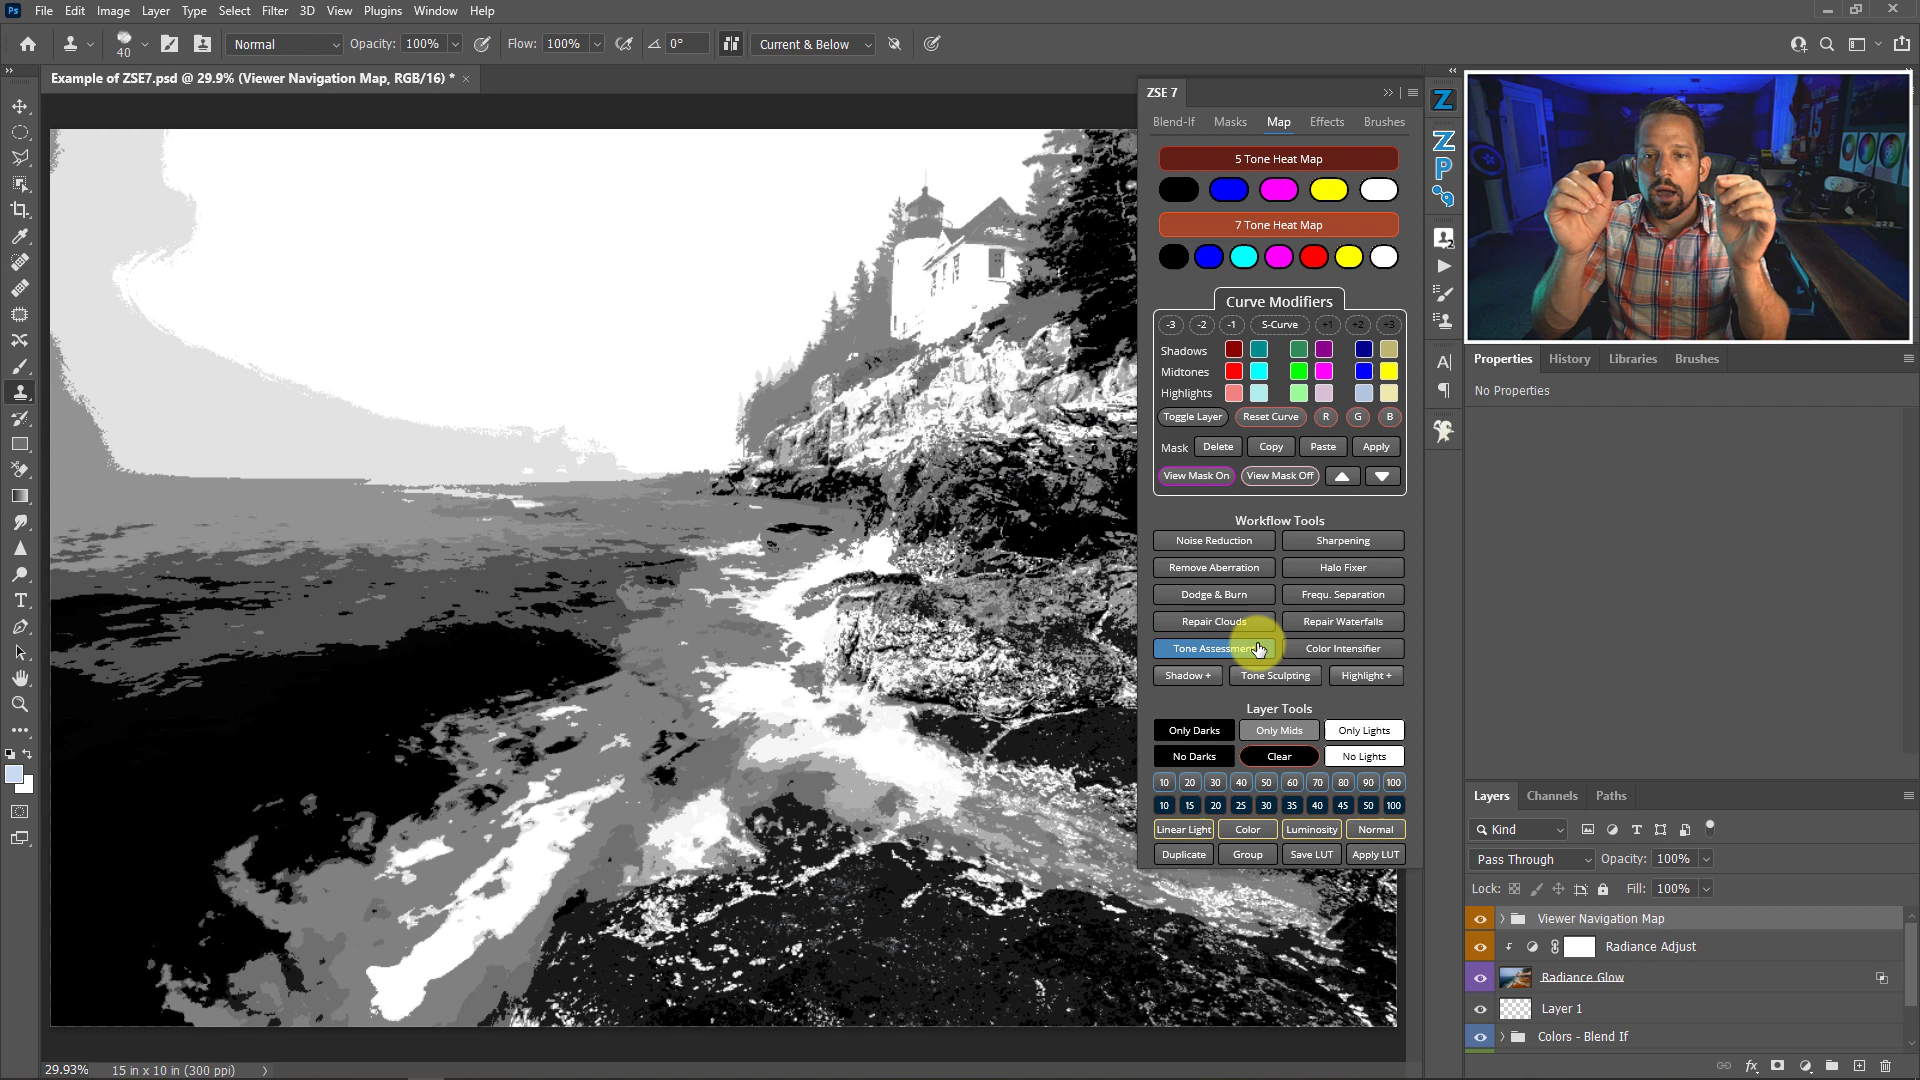 Ps File Edit Image Layer Type Select Filter 3D View Plugins Window Help
40 Normal Opacity: 100% Flow: 100% 0° Current & Below
Example of ZSE7.psd @ 29.9% (Viewer Navigation Map, RGB/16) * ×
ZSE 7
Blend-If Masks Map Effects Brushes
5 Tone Heat Map
7 Tone Heat Map
Curve Modifiers
-3 -2 -1 S-Curve +1 +2 +3
Shadows
Midtones
Highlights
Toggle Layer Reset Curve R G B
Mask Delete Copy Paste Apply
View Mask On View Mask Off
Workflow Tools
Noise Reduction Sharpening
Remove Aberration Halo Fixer
Dodge & Burn Frequ. Separation
Repair Clouds Repair Waterfalls
Tone Assessment Color Intensifier
Shadow + Tone Sculpting Highlight +
Layer Tools
Only Darks Only Mids Only Lights
No Darks Clear No Lights
10 20 30 40 50 60 70 80 90 100
10 15 20 25 30 35 40 45 50 100
Linear Light Color Luminosity Normal
Duplicate Group Save LUT Apply LUT
Properties History Libraries Brushes
No Properties
Layers Channels Paths
Kind
Pass Through Opacity: 100%
Lock: Fill: 100%
Viewer Navigation Map
Radiance Adjust
Radiance Glow
Layer 1
Colors - Blend If
29.93% 15 in x 10 in (300 ppi)